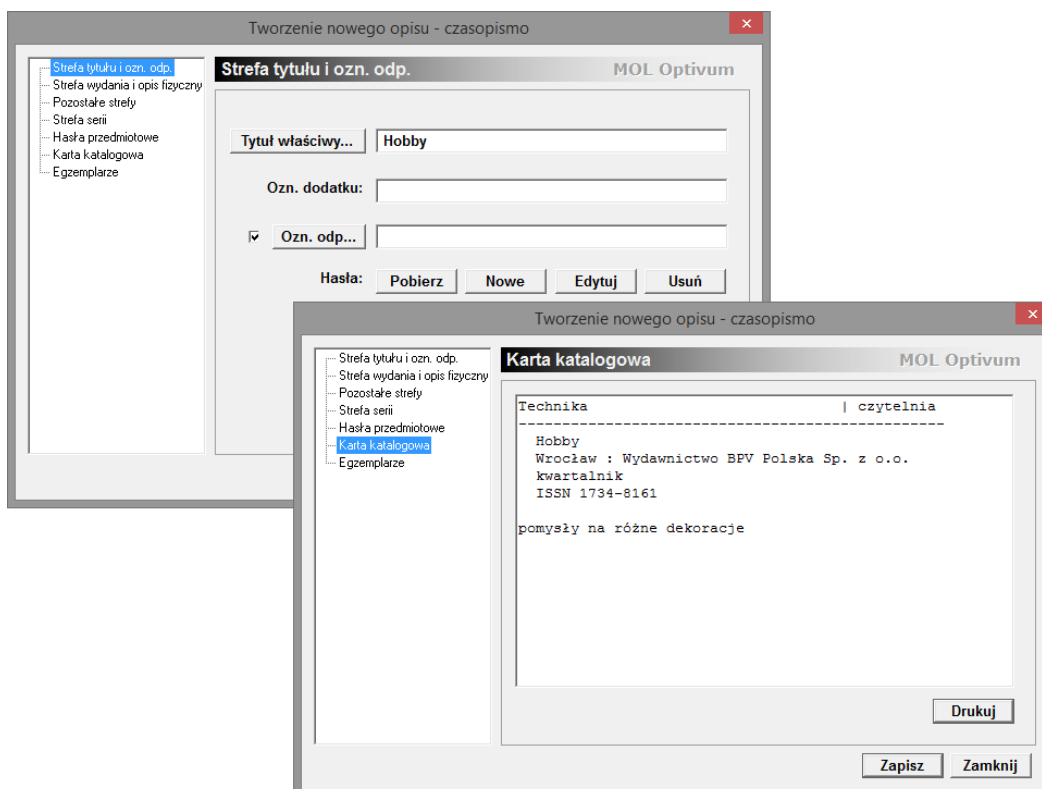 Tworzenie nowego opisu - czasopismo
Strefa tytułu i ozn. odp.
Strefa wydania i opis fizyczny
Pozostałe strefy
Strefa serii
Hasła przedmiotowe
Karta katalogowa
Egzemplarze
Strefa tytułu i ozn. odp. MOL Optivum
Tytuł właściwy... Hobby
Ozn. dodatku:
Ozn. odp...
Hasła: Pobierz Nowe Edytuj Usuń
Tworzenie nowego opisu - czasopismo
Strefa tytułu i ozn. odp.
Strefa wydania i opis fizyczny
Pozostałe strefy
Strefa serii
Hasła przedmiotowe
Karta katalogowa
Egzemplarze
Karta katalogowa MOL Optivum
Technika | czytelnia
-------------------------------------------------
Hobby
Wrocław : Wydawnictwo BPV Polska Sp. z o.o.
kwartalnik
ISSN 1734-8161
pomysły na różne dekoracje
Drukuj
Zapisz Zamknij